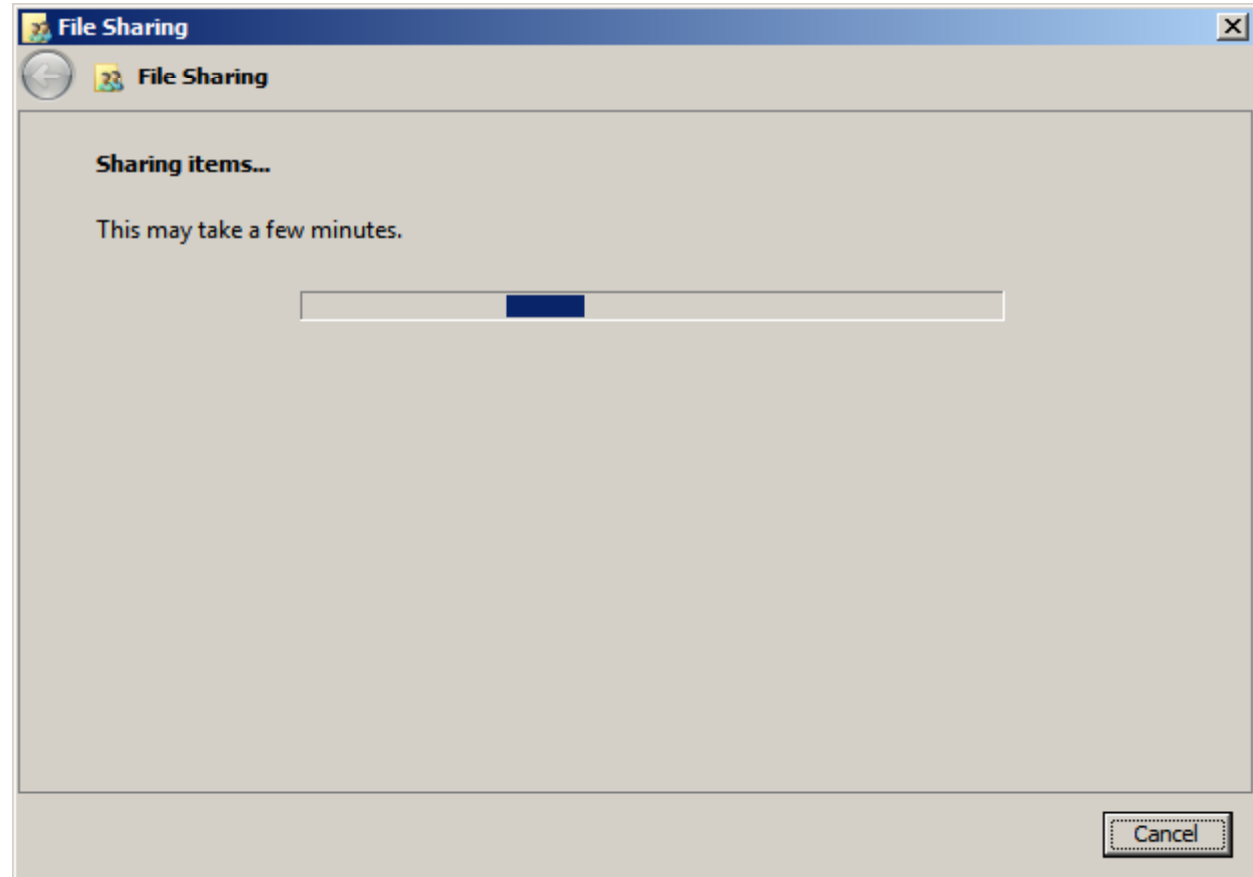 File Sharing
File Sharing
Sharing items...
This may take a few minutes.
Cancel